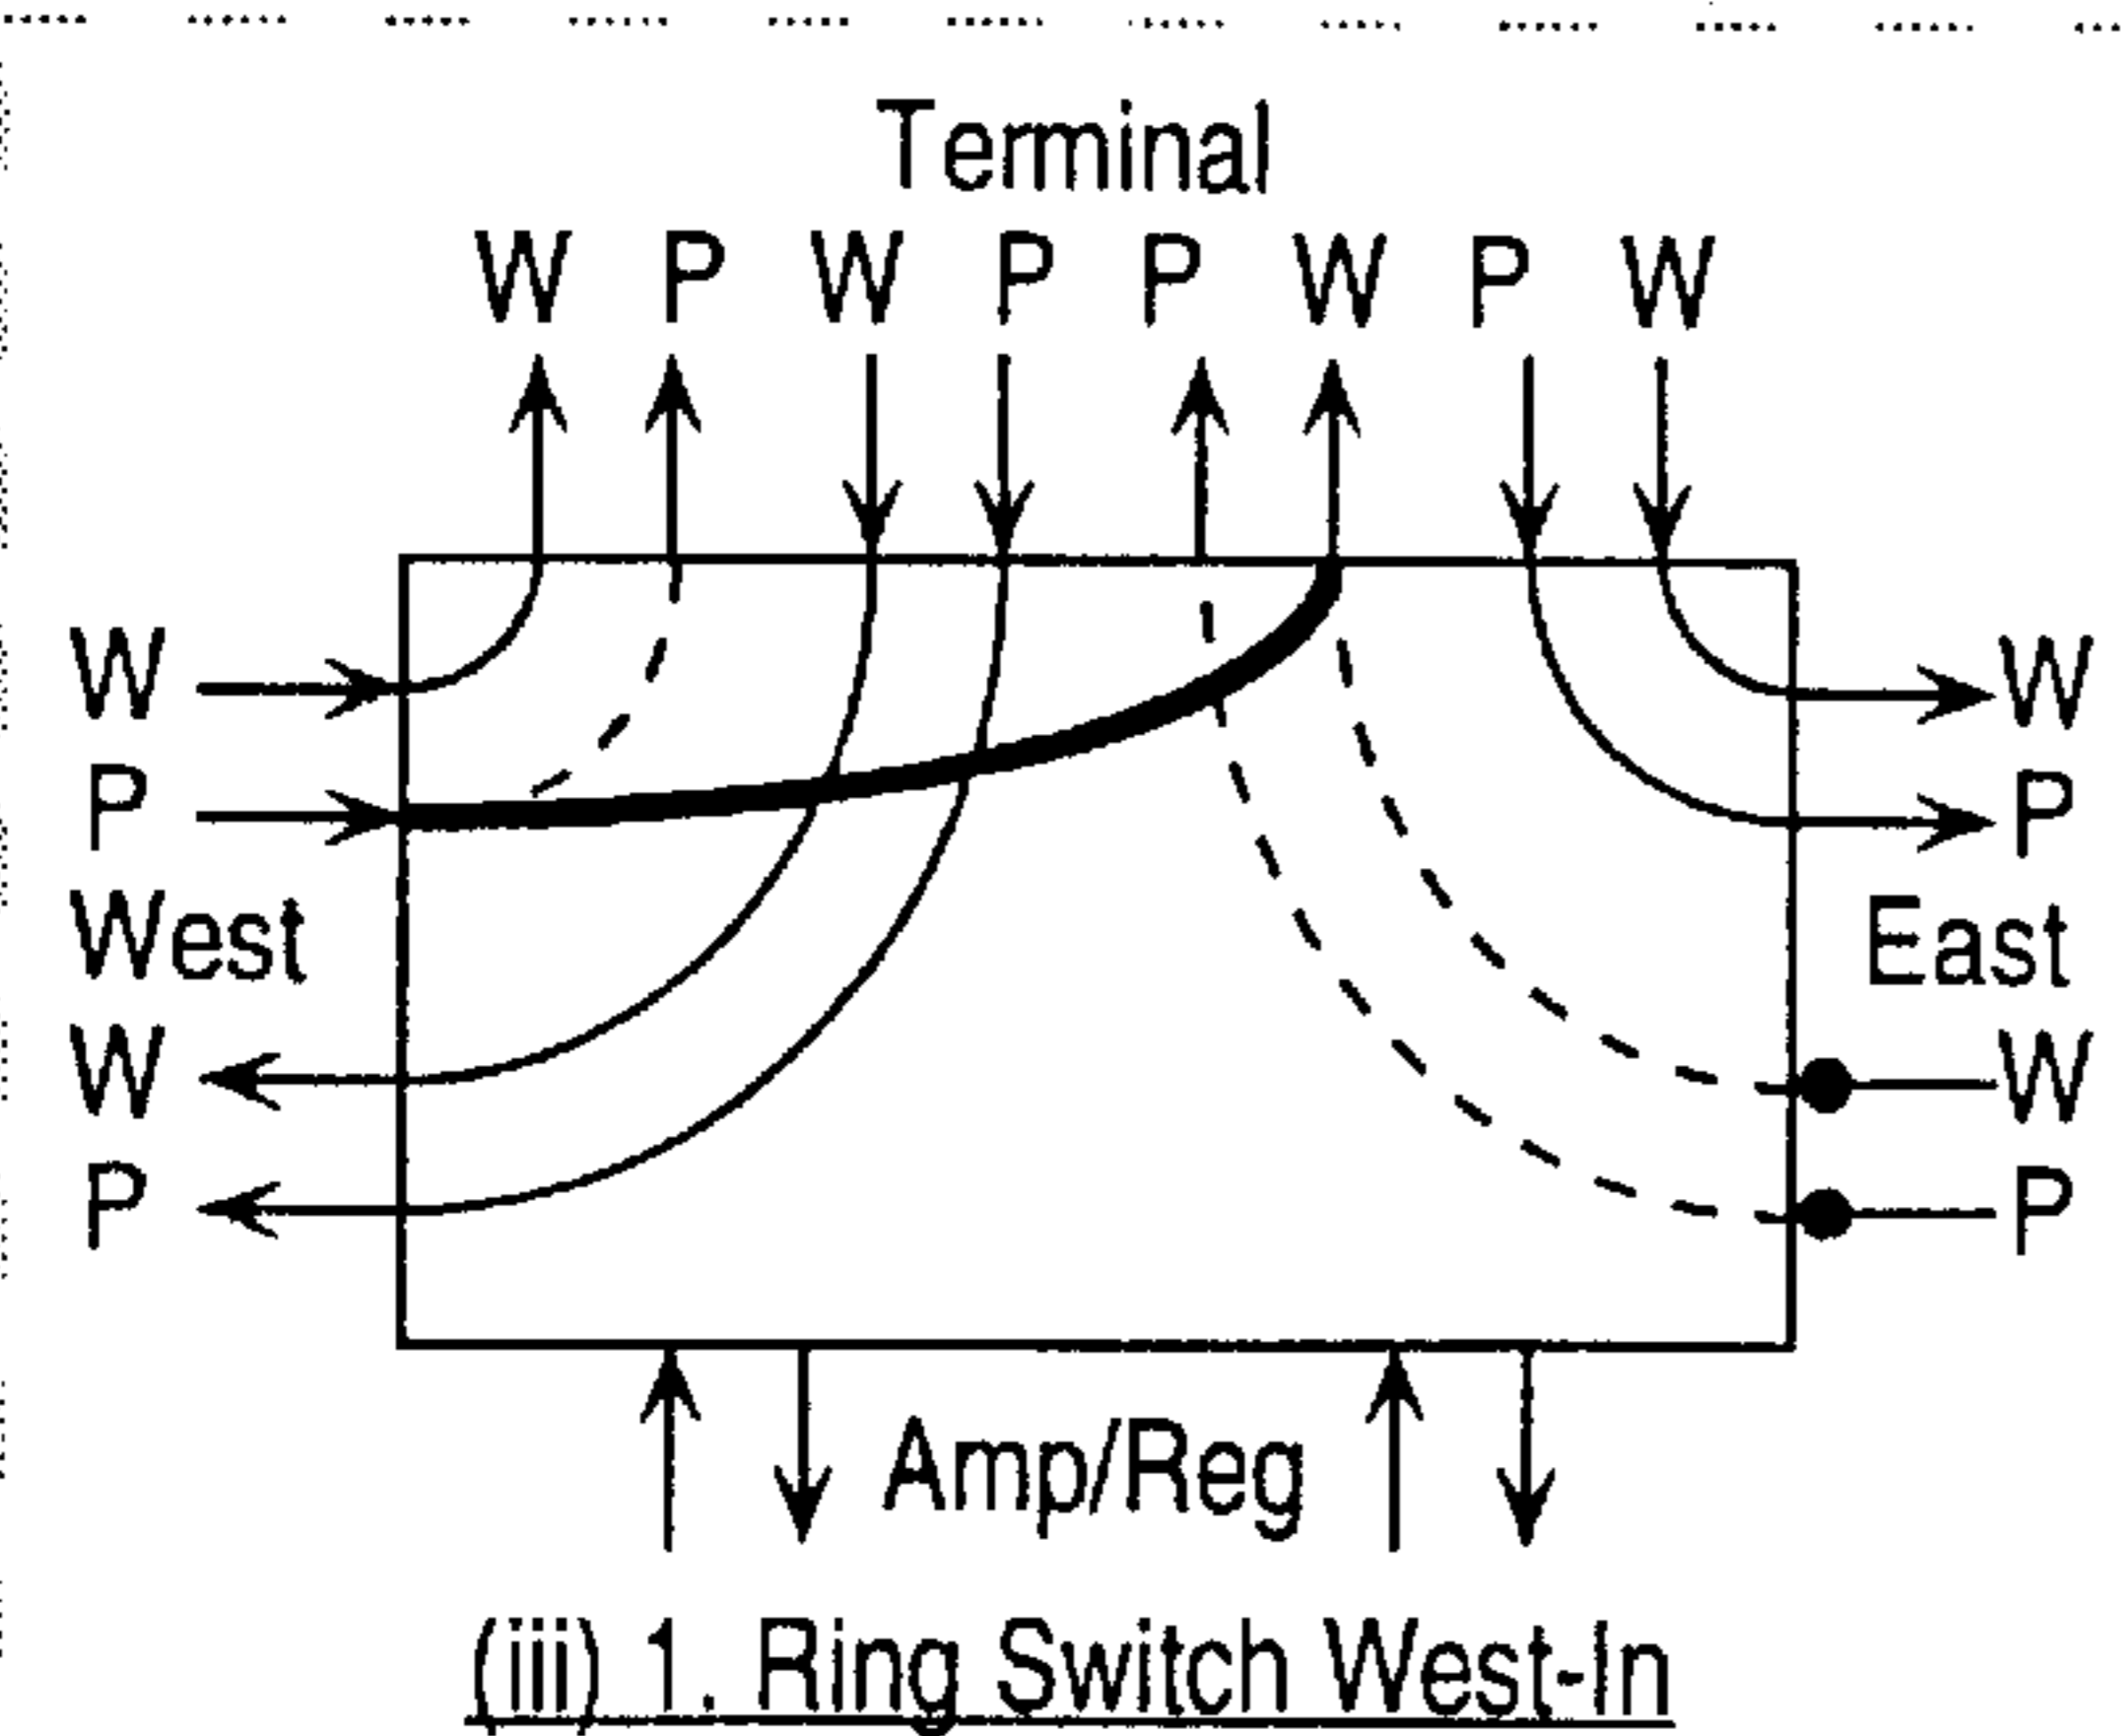 Terminal
W P W P P W P W
W W
P P
West East
W W
P P
Amp/Reg
(iii) 1. Ring Switch West-In